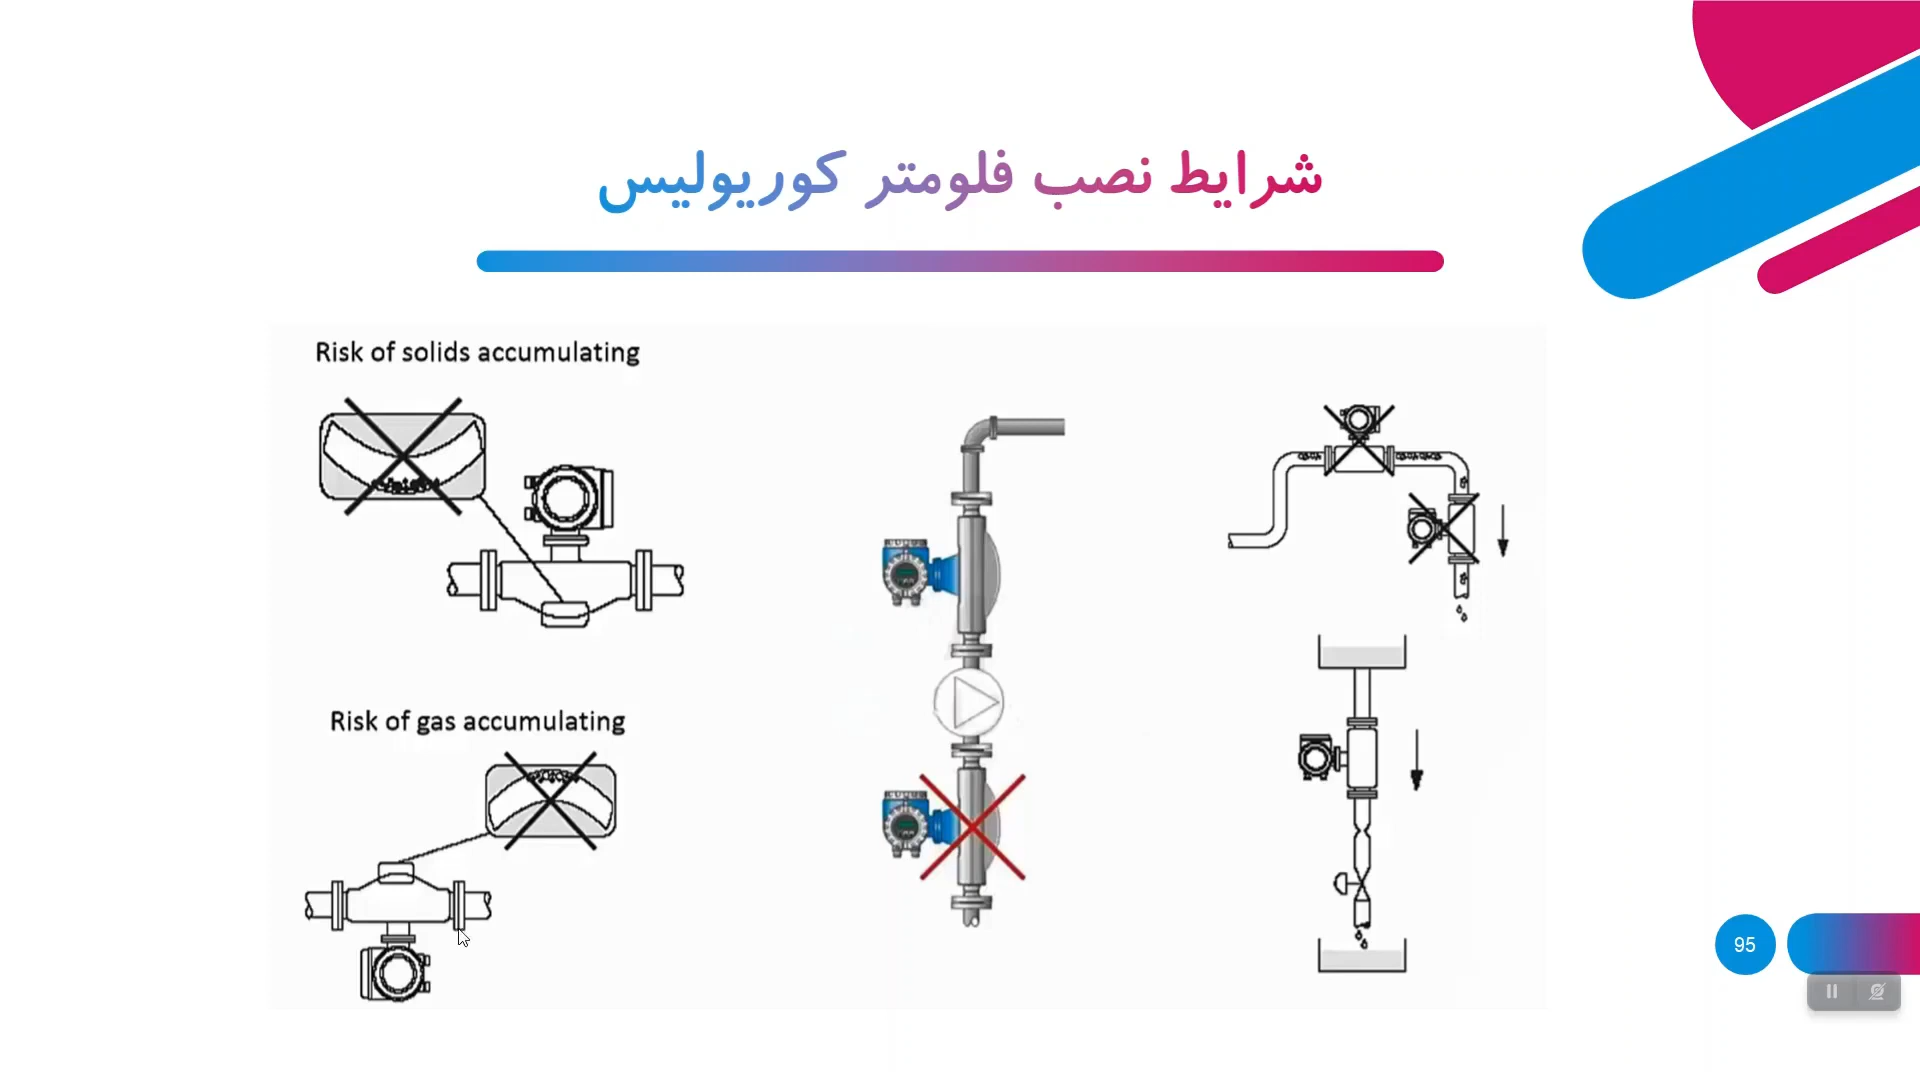 شرایط نصب فلومتر کوریولیس
Risk of solids accumulating
Risk of gas accumulating
95